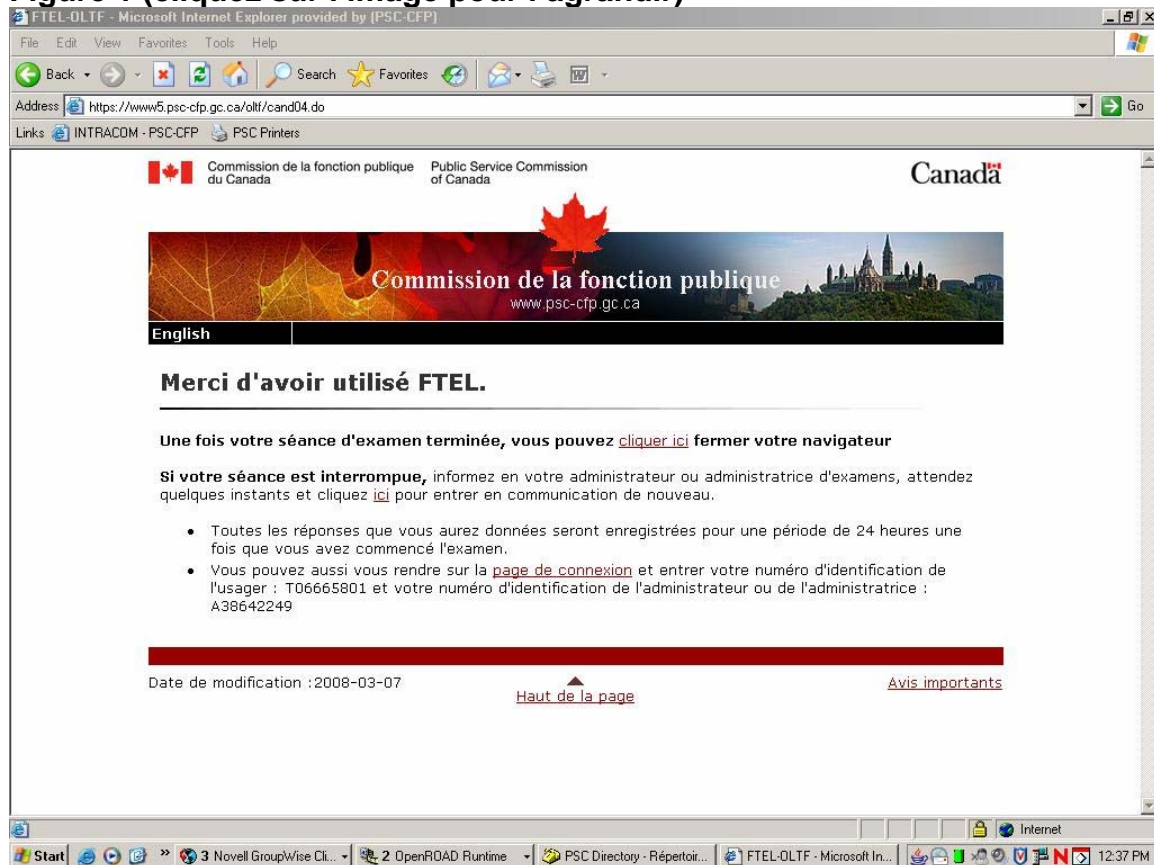 Figure 1 (cliquez sur l'image pour l'agrandir)
FTEL-OLTF - Microsoft Internet Explorer provided by (PSC-CFP)
File Edit View Favorites Tools Help
Back Search Favorites
Address https://www5.psc-cfp.gc.ca/oltf/cand04.do Go
Links INTRACOM - PSC-CFP PSC Printers
Commission de la fonction publique Public Service Commission
du Canada of Canada
Canada
Commission de la fonction publique
www.psc-cfp.gc.ca
English
Merci d'avoir utilisé FTEL.
Une fois votre séance d'examen terminée, vous pouvez cliquer ici fermer votre navigateur
Si votre séance est interrompue, informez en votre administrateur ou administratrice d'examens, attendez
quelques instants et cliquez ici pour entrer en communication de nouveau.
• Toutes les réponses que vous aurez données seront enregistrées pour une période de 24 heures une
fois que vous avez commencé l'examen.
• Vous pouvez aussi vous rendre sur la page de connexion et entrer votre numéro d'identification de
l'usager : T06665801 et votre numéro d'identification de l'administrateur ou de l'administratrice :
A38642249
Date de modification :2008-03-07 Haut de la page Avis importants
Internet
Start » 3 Novell GroupWise Cli... 2 OpenROAD Runtime PSC Directory - Répertoir... FTEL-OLTF - Microsoft In... 12:37 PM